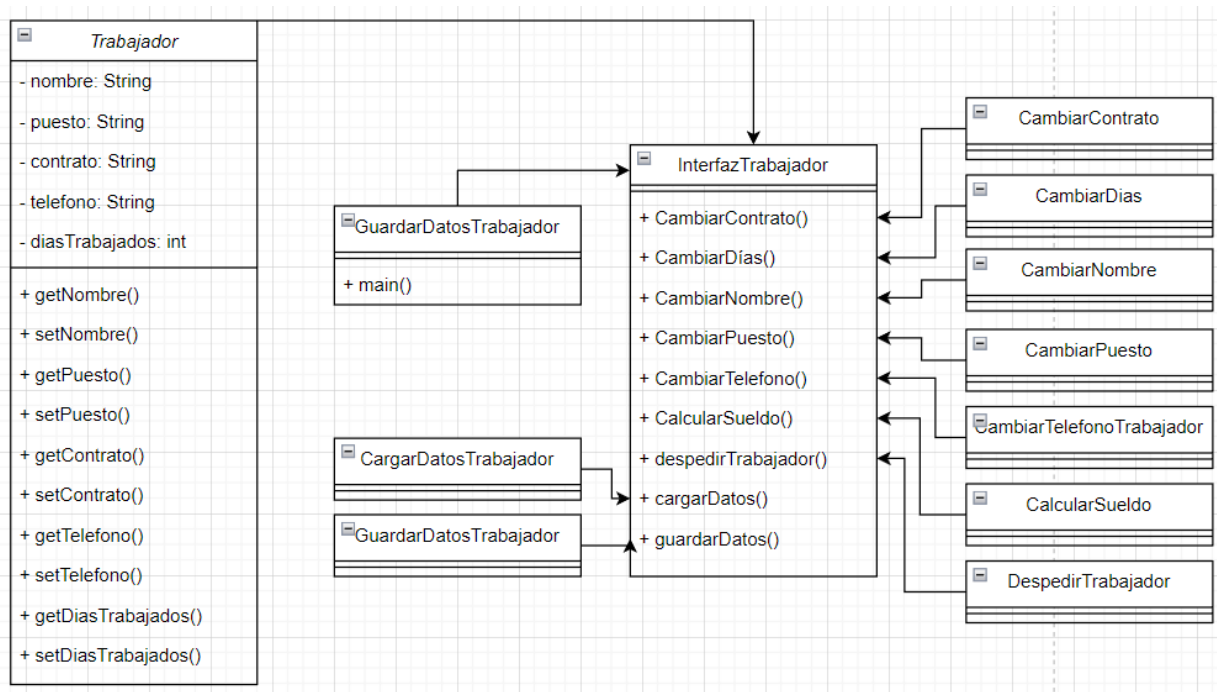 Trabajador
- nombre: String
- puesto: String
- contrato: String
- telefono: String
- diasTrabajados: int
+ getNombre()
+ setNombre()
+ getPuesto()
+ setPuesto()
+ getContrato()
+ setContrato()
+ getTelefono()
+ setTelefono()
+ getDiasTrabajados()
+ setDiasTrabajados()
GuardarDatosTrabajador
+ main()
CargarDatosTrabajador
GuardarDatosTrabajador
InterfazTrabajador
+ CambiarContrato()
+ CambiarDías()
+ CambiarNombre()
+ CambiarPuesto()
+ CambiarTelefono()
+ CalcularSueldo()
+ despedirTrabajador()
+ cargarDatos()
+ guardarDatos()
CambiarContrato
CambiarDias
CambiarNombre
CambiarPuesto
CambiarTelefonoTrabajador
CalcularSueldo
DespedirTrabajador